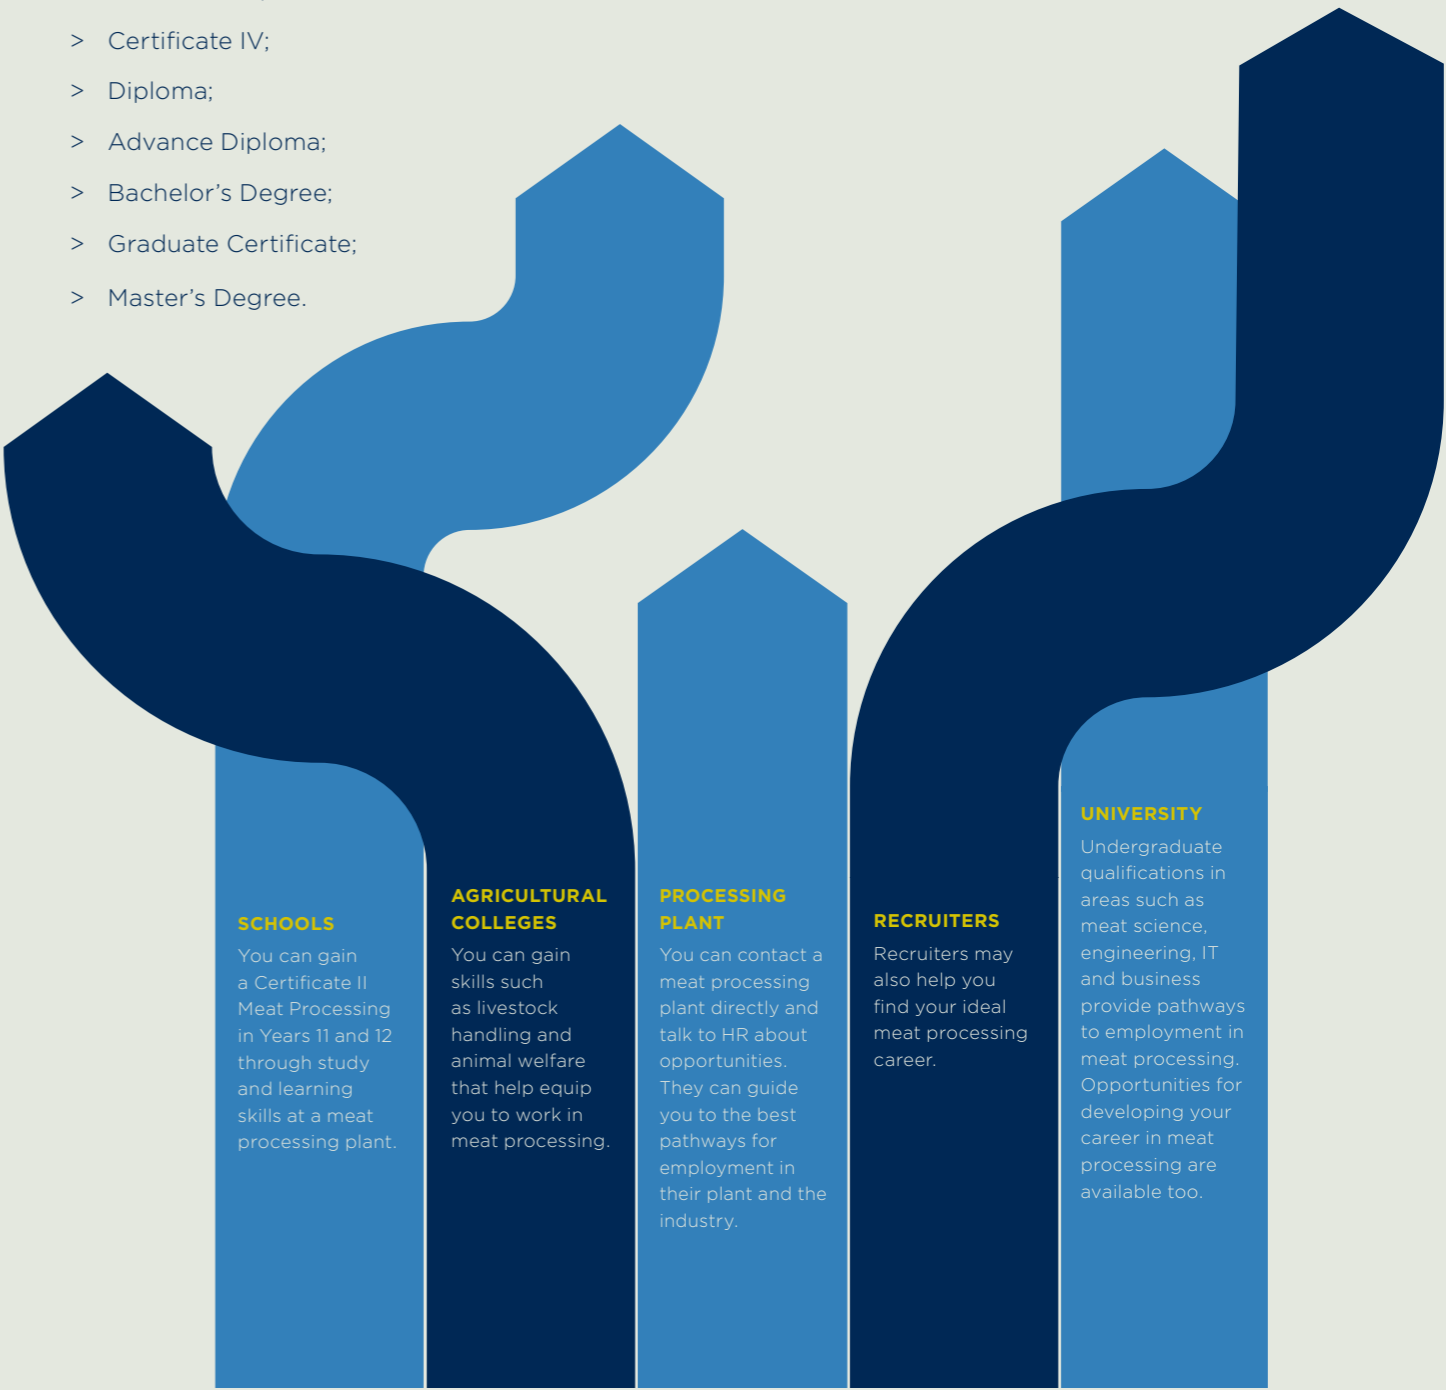 > Certificate IV;
> Diploma;
> Advance Diploma;
> Bachelor’s Degree;
> Graduate Certificate;
> Master’s Degree.
SCHOOLS
You can gain
a Certificate II
Meat Processing
in Years 11 and 12
through study
and learning
skills at a meat
processing plant.
AGRICULTURAL
COLLEGES
You can gain
skills such
as livestock
handling and
animal welfare
that help equip
you to work in
meat processing.
PROCESSING
PLANT
You can contact a
meat processing
plant directly and
talk to HR about
opportunities.
They can guide
you to the best
pathways for
employment in
their plant and the
industry.
RECRUITERS
Recruiters may
also help you
find your ideal
meat processing
career.
UNIVERSITY
Undergraduate
qualifications in
areas such as
meat science,
engineering, IT
and business
provide pathways
to employment in
meat processing.
Opportunities for
developing your
career in meat
processing are
available too.